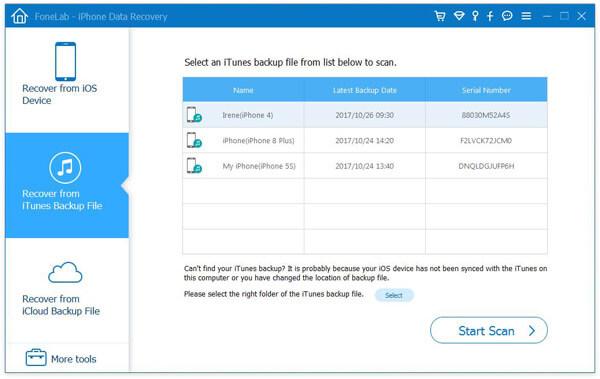 FoneLab - iPhone Data Recovery
Recover from iOS
Device
Recover from
iTunes Backup File
Recover from
iCloud Backup File
More tools
Select an iTunes backup file from list below to scan.
Name Latest Backup Date Serial Number
Irene(iPhone 4) 2017/10/26 09:30 88030M52A4S
iPhone(iPhone 8 Plus) 2017/10/24 14:20 F2LVCK72JCM0
My iPhone(iPhone 5S) 2017/10/24 13:40 DNQLDGJUFP6H
Can't find your iTunes backup? It is probably because your iOS device has not been synced with the iTunes on
this computer or you have changed the location of backup file.
Please select the right folder of the iTunes backup file. Select
Start Scan